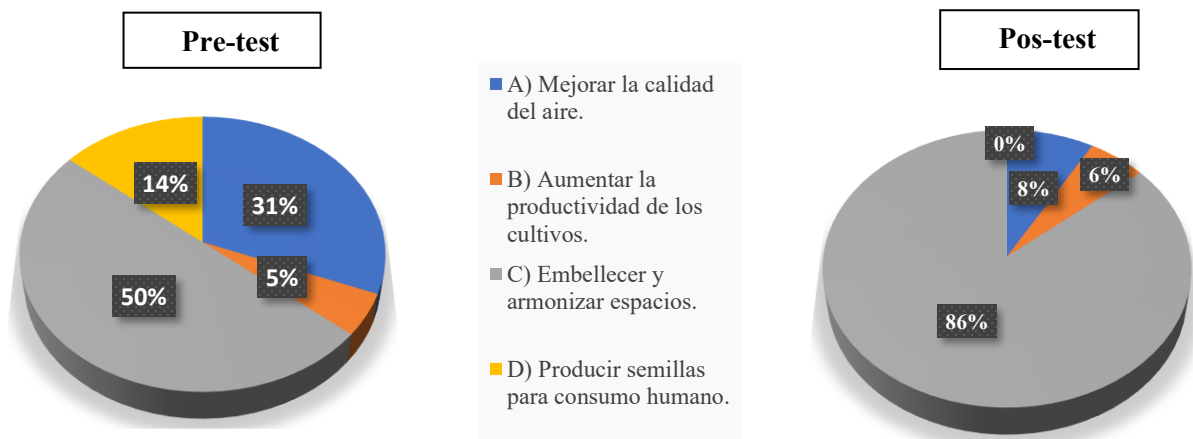 Pre-test
14%
31%
5%
50%
A) Mejorar la calidad
del aire.
B) Aumentar la
productividad de los
cultivos.
C) Embellecer y
armonizar espacios.
D) Producir semillas
para consumo humano.
Pos-test
0%
8%
6%
86%